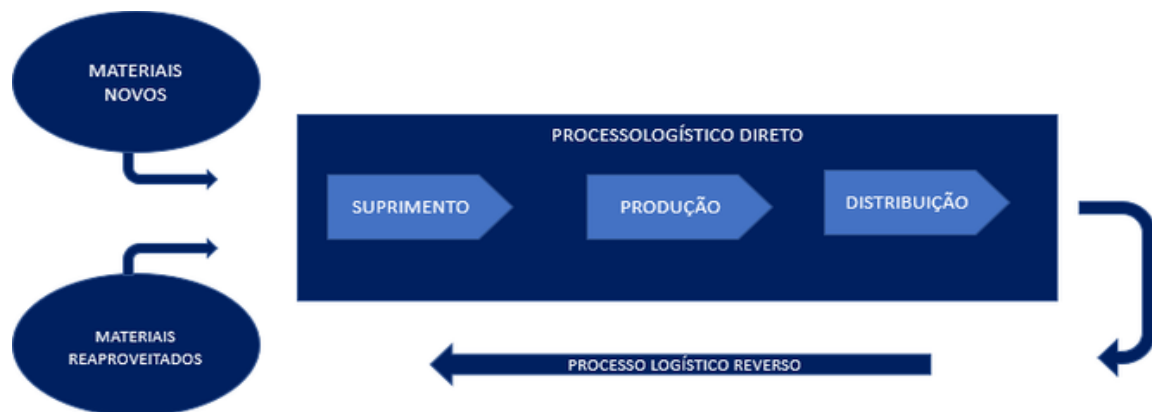 MATERIAIS
NOVOS
PROCESSOLOGÍSTICO DIRETO
SUPRIMENTO
PRODUÇÃO
DISTRIBUIÇÃO
MATERIAIS
REAPROVEITADOS
PROCESSO LOGÍSTICO REVERSO